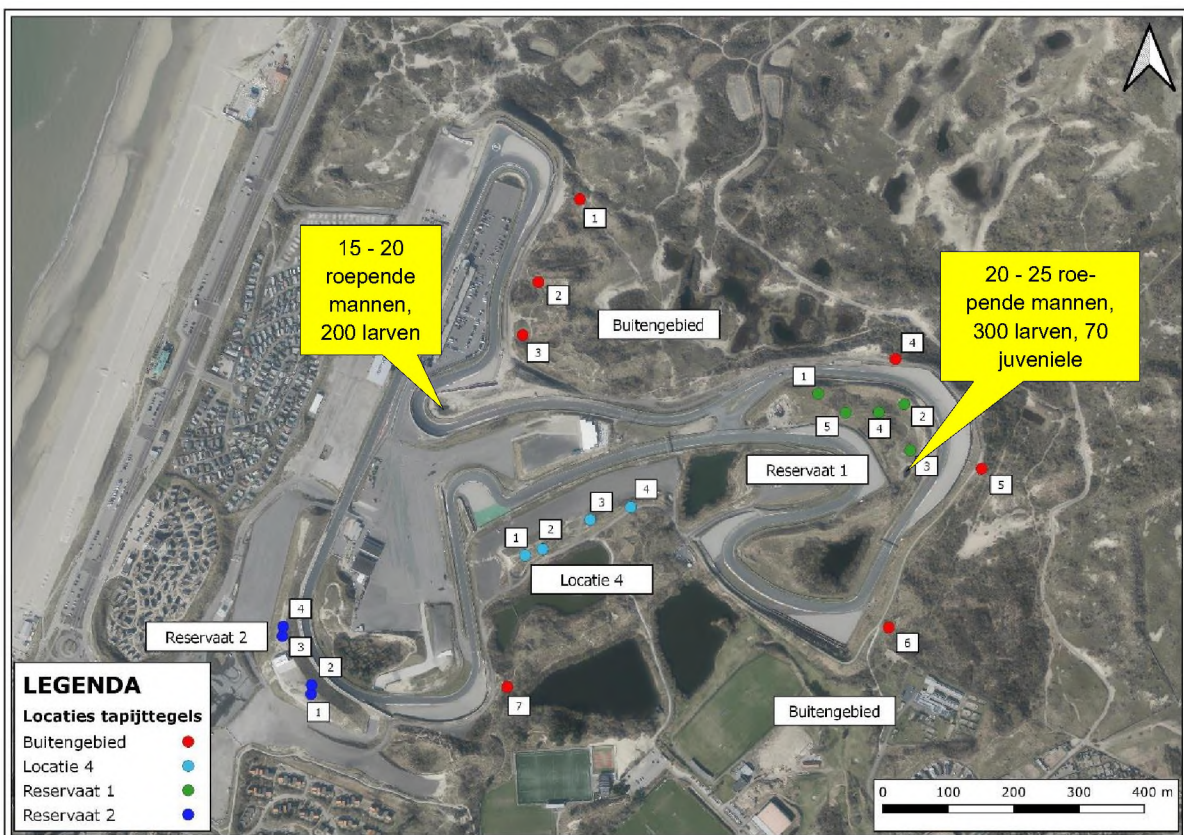 1
15 - 20
roepende
mannen,
200 larven
2
20 - 25 roe-
pende mannen,
300 larven, 70
juveniele
3
Buitengebied
4
1
2
5
4
Reservaat 1
3
5
4
3
2
1
Locatie 4
4
Reservaat 2
3
6
2
7
1
Buitengebied
LEGENDA
Locaties tapijttegels
Buitengebied
Locatie 4
Reservaat 1
Reservaat 2
0 100 200 300 400 m